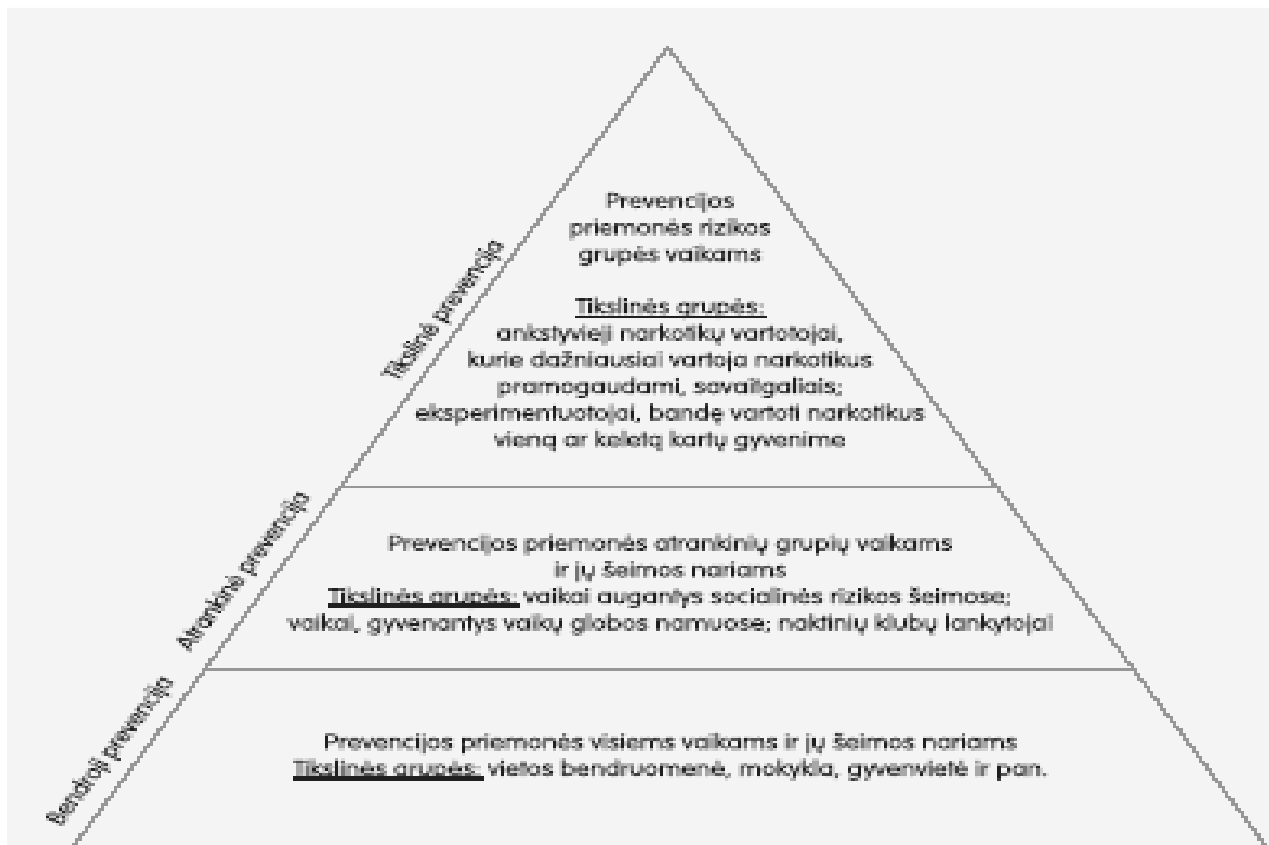 Prevencijos
priemonės rizikos
grupės vaikams
Tikslinės grupės:
ankstyvieji narkotikų vartotojai,
kurie dažniausiai vartoja narkotikus
pramogaudami, savaitgaliais;
eksperimentuotojai, bandę vartoti narkotikus
vieną ar keletą kartų gyvenime
Tikslinė prevencija
Prevencijos priemonės atrankinių grupių vaikams
ir jų šeimos nariams
Tikslinės grupės: vaikai augantys socialinės rizikos šeimose;
vaikai, gyvenantys vaikų globos namuose; naktinių klubų lankytojai
Atrankinė prevencija
Prevencijos priemonės visiems vaikams ir jų šeimos nariams
Tikslinės grupės: vietos bendruomenė, mokykla, gyvenvietė ir pan.
Bendroji prevencija